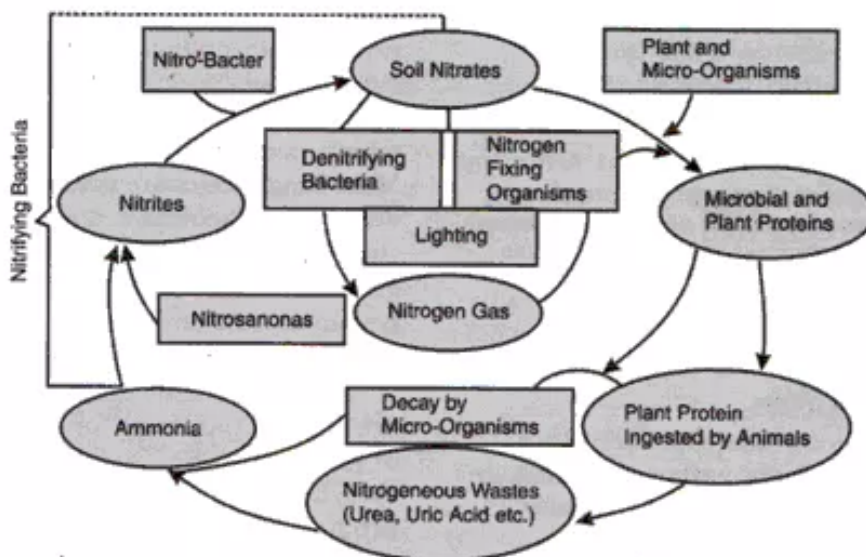 Nitro-Bacter
Soil Nitrates
Plant and
Micro-Organisms
Denitrifying
Bacteria
Nitrogen
Fixing
Organisms
Nitrifying Bacteria
Nitrites
Microbial and
Plant Proteins
Lighting
Nitrosanonas
Nitrogen Gas
Ammonia
Decay by
Micro-Organisms
Plant Protein
Ingested by Animals
Nitrogeneous Wastes
(Urea, Uric Acid etc.)